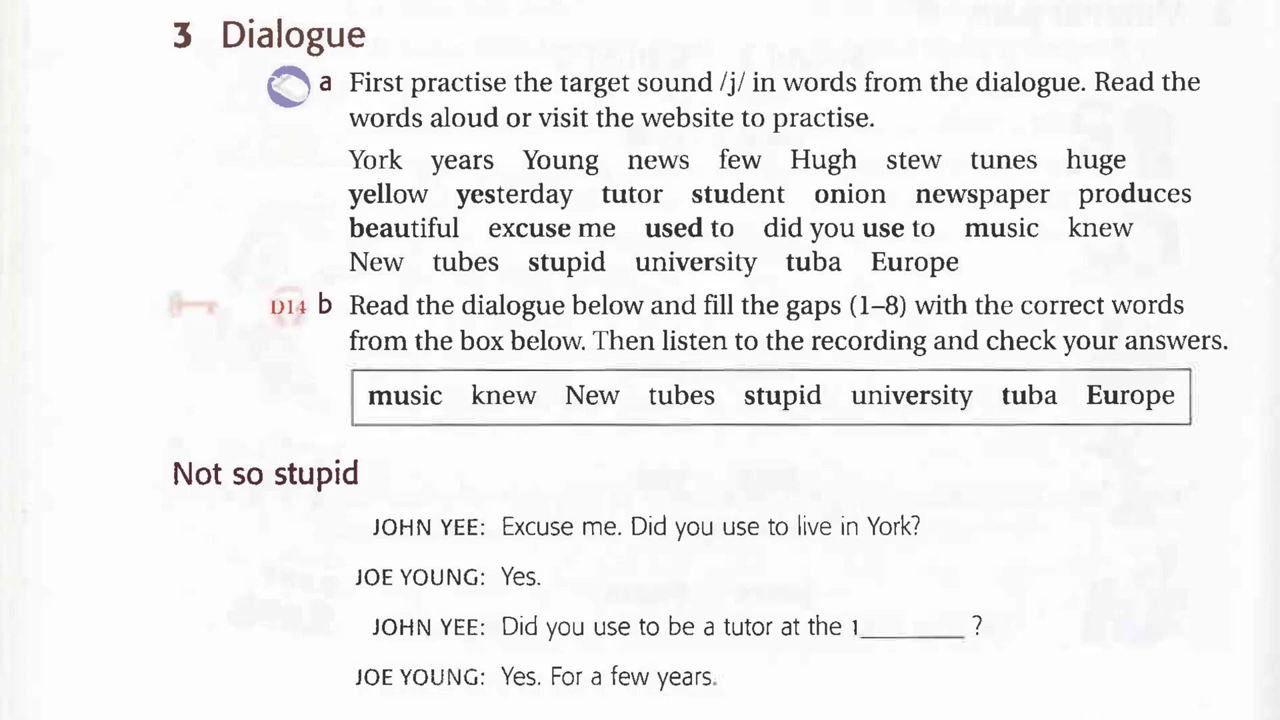 3 Dialogue
a First practise the target sound /j/ in words from the dialogue. Read the
words aloud or visit the website to practise.
York years Young news few Hugh stew tunes huge
yellow yesterday tutor student onion newspaper produces
beautiful excuse me used to did you use to music knew
New tubes stupid university tuba Europe
D14 b Read the dialogue below and fill the gaps (1–8) with the correct words
from the box below. Then listen to the recording and check your answers.
music knew New tubes stupid university tuba Europe
Not so stupid
JOHN YEE: Excuse me. Did you use to live in York?
JOE YOUNG: Yes.
JOHN YEE: Did you use to be a tutor at the 1________ ?
JOE YOUNG: Yes. For a few years.